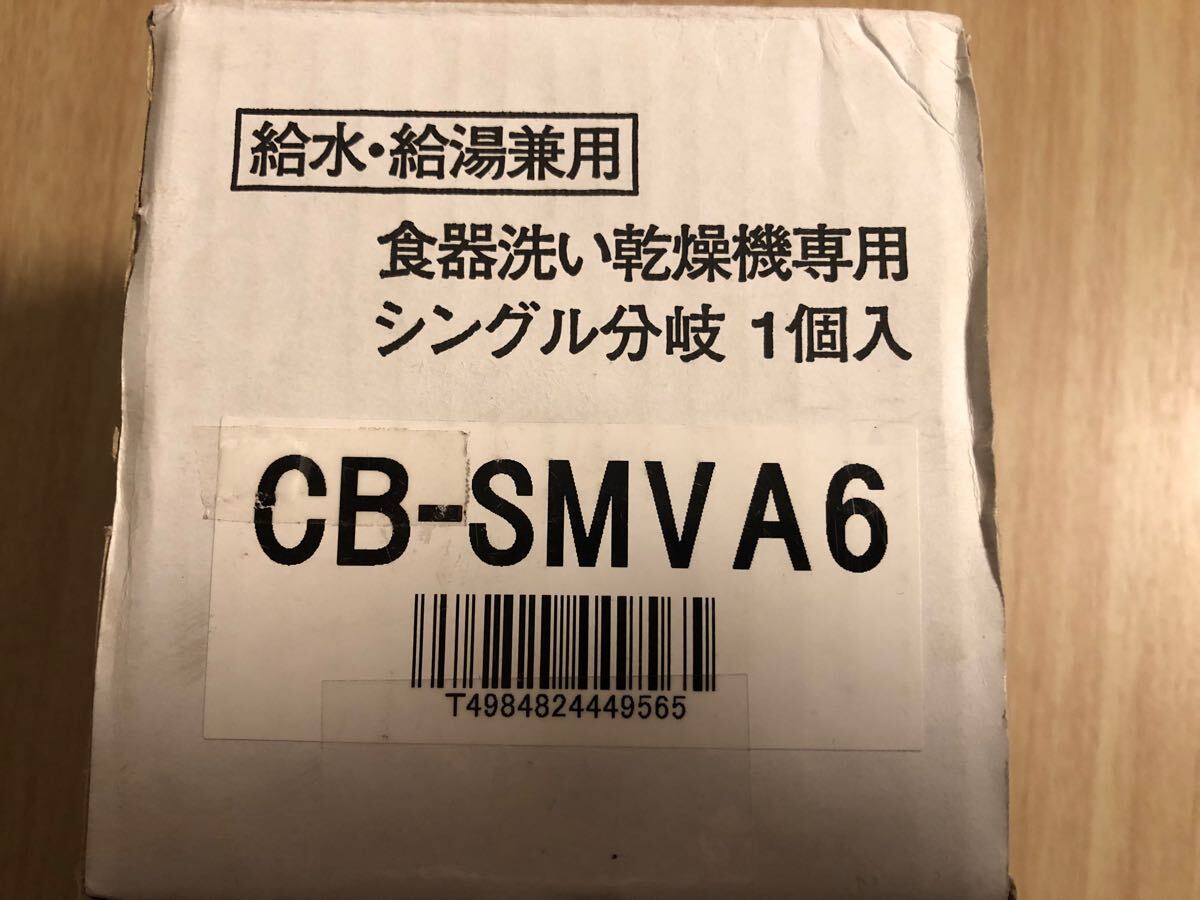 給水・給湯兼用
食器洗い乾燥機専用
シングル分岐 1個入
CB-SMVA6
T4984824449565